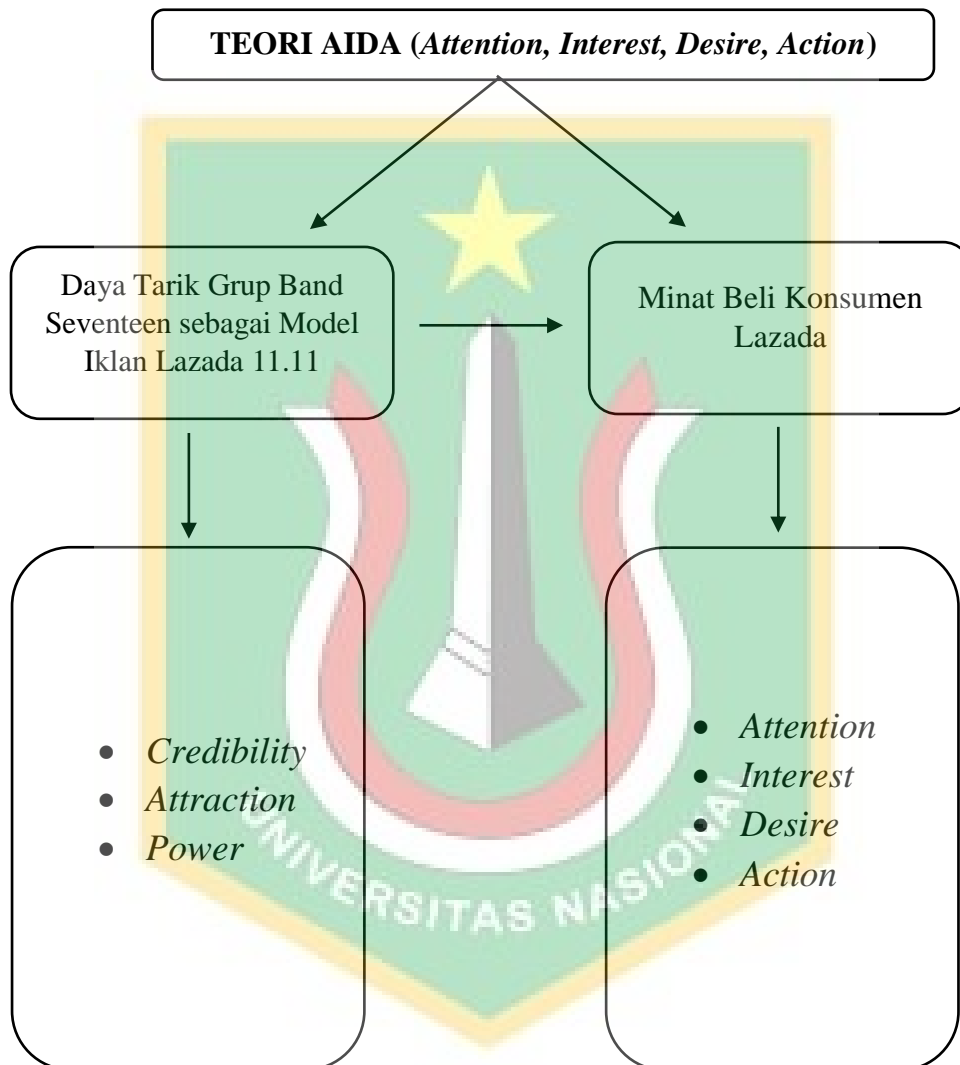 TEORI AIDA (Attention, Interest, Desire, Action)
Daya Tarik Grup Band
Seventeen sebagai Model
Iklan Lazada 11.11
Minat Beli Konsumen
Lazada
• Credibility
• Attraction
• Power
• Attention
• Interest
• Desire
• Action
UNIVERSITAS NASIONAL